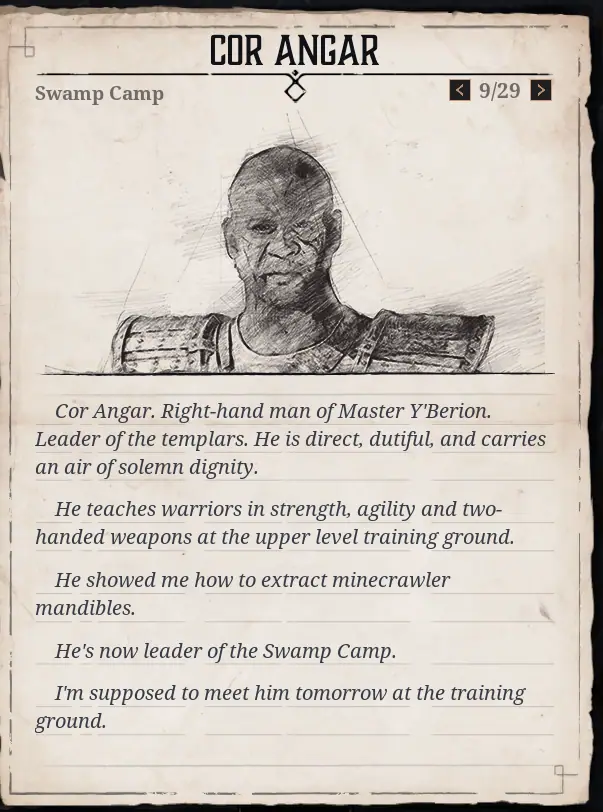 COR ANGAR
Swamp Camp
9/29
Cor Angar. Right-hand man of Master Y'Berion.
Leader of the templars. He is direct, dutiful, and carries
an air of solemn dignity.
He teaches warriors in strength, agility and two-
handed weapons at the upper level training ground.
He showed me how to extract minecrawler
mandibles.
He's now leader of the Swamp Camp.
I'm supposed to meet him tomorrow at the training
ground.